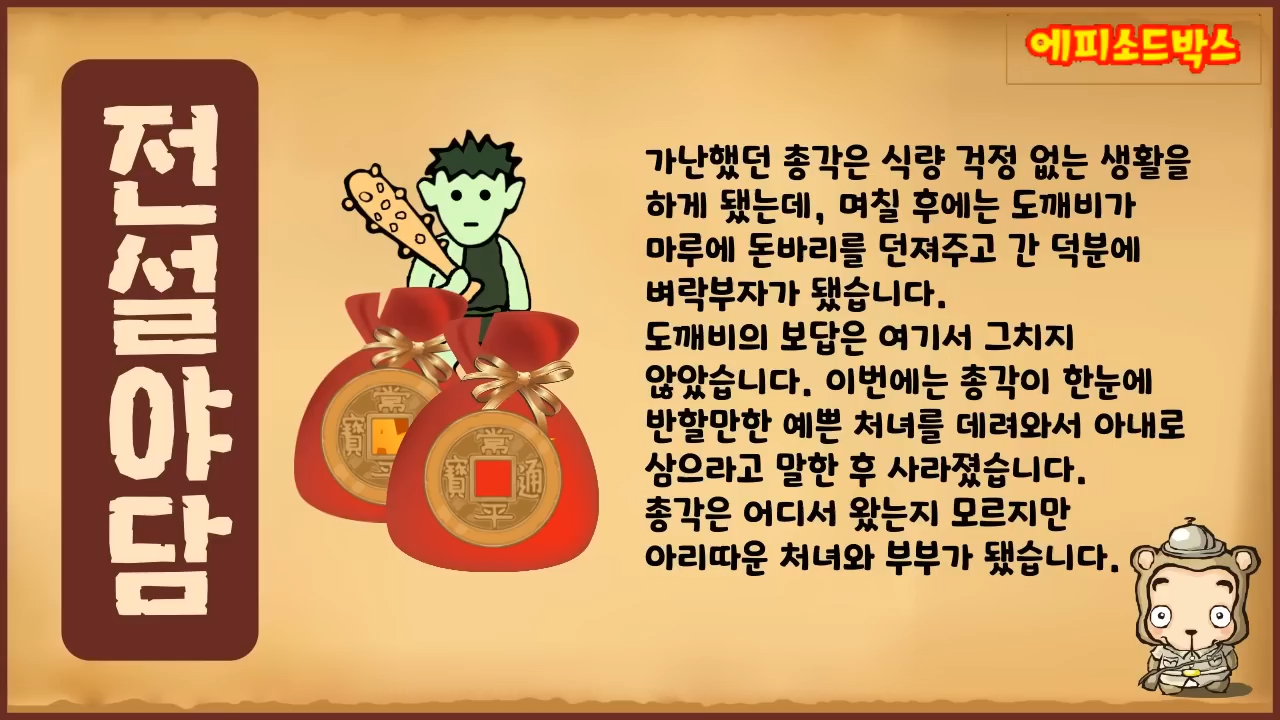 에피소드박스
전설야담
가난했던 총각은 식량 걱정 없는 생활을
하게 됐는데, 며칠 후에는 도깨비가
마루에 돈바리를 던져주고 간 덕분에
벼락부자가 됐습니다.
도깨비의 보답은 여기서 그치지
않았습니다. 이번에는 총각이 한눈에
반할만한 예쁜 처녀를 데려와서 아내로
삼으라고 말한 후 사라졌습니다.
총각은 어디서 왔는지 모르지만
아리따운 처녀와 부부가 됐습니다.
常
寶
常
寶 通
平